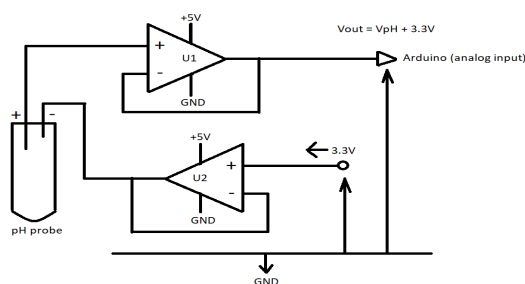 +5V
Vout = VpH + 3.3V
+
U1
-
Arduino (analog input)
GND
+ -
+5V
3.3V
+
U2
-
GND
pH probe
GND